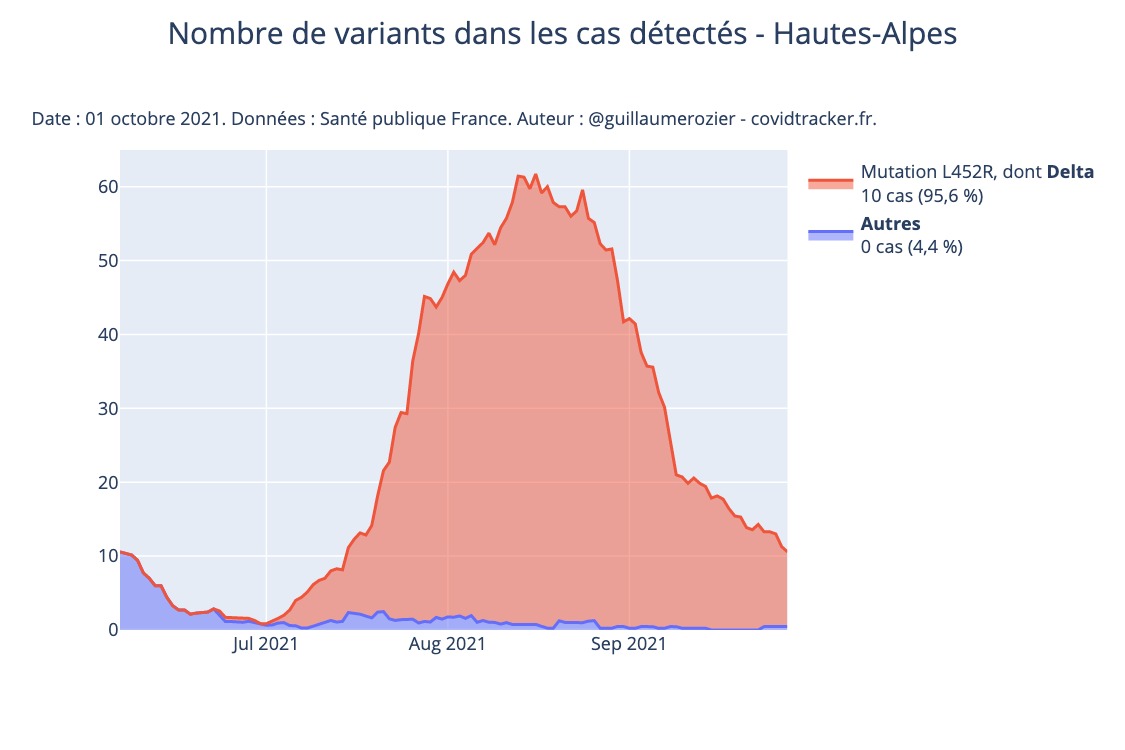 Nombre de variants dans les cas détectés - Hautes-Alpes
Date : 01 octobre 2021. Données : Santé publique France. Auteur : @guillaumerozier - covidtracker.fr.
Mutation L452R, dont Delta
10 cas (95,6 %)
Autres
0 cas (4,4 %)
60
50
40
30
20
10
0
Jul 2021
Aug 2021
Sep 2021